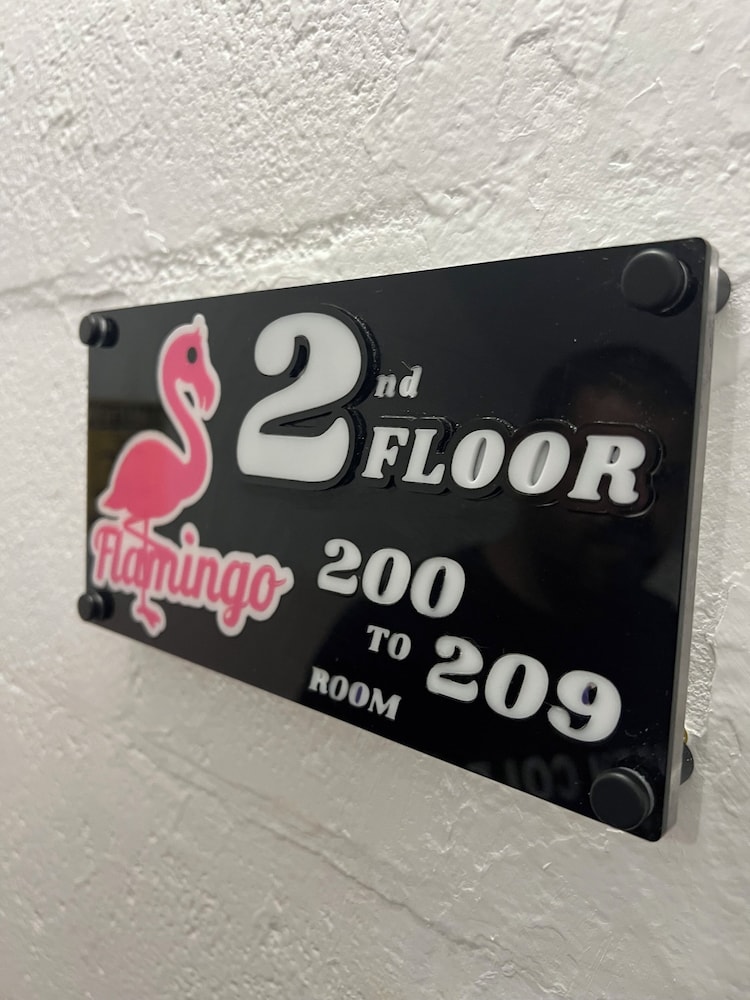 2nd
FLOOR
Flamingo
200
TO 209
ROOM